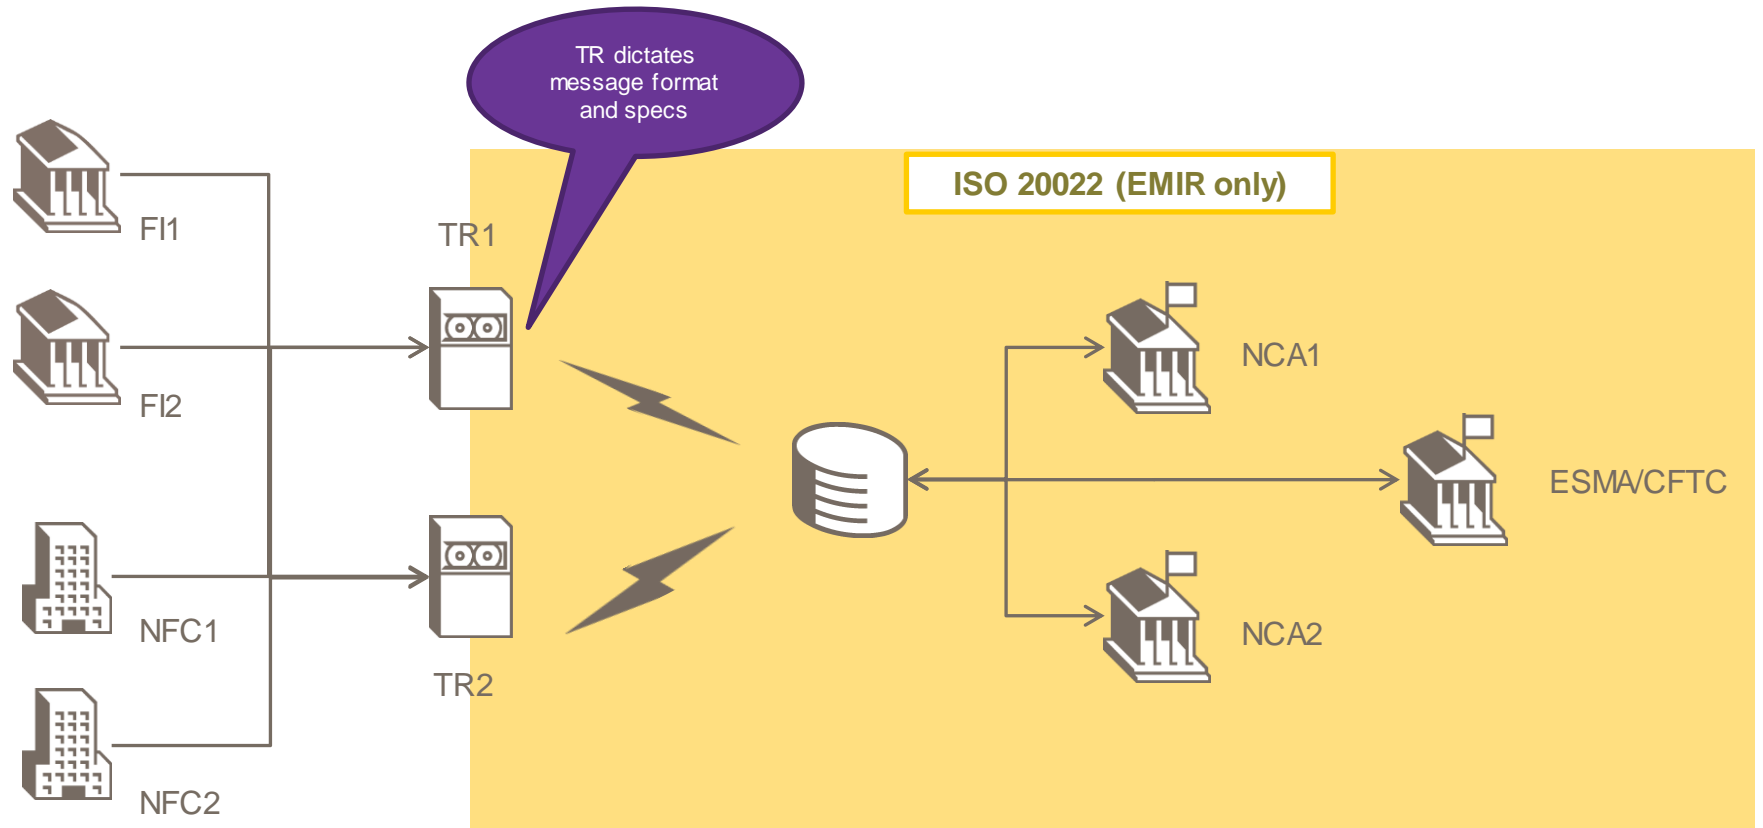 TR dictates
message format
and specs
ISO 20022 (EMIR only)
FI1
TR1
FI2
NCA1
ESMA/CFTC
NFC1
NCA2
TR2
NFC2